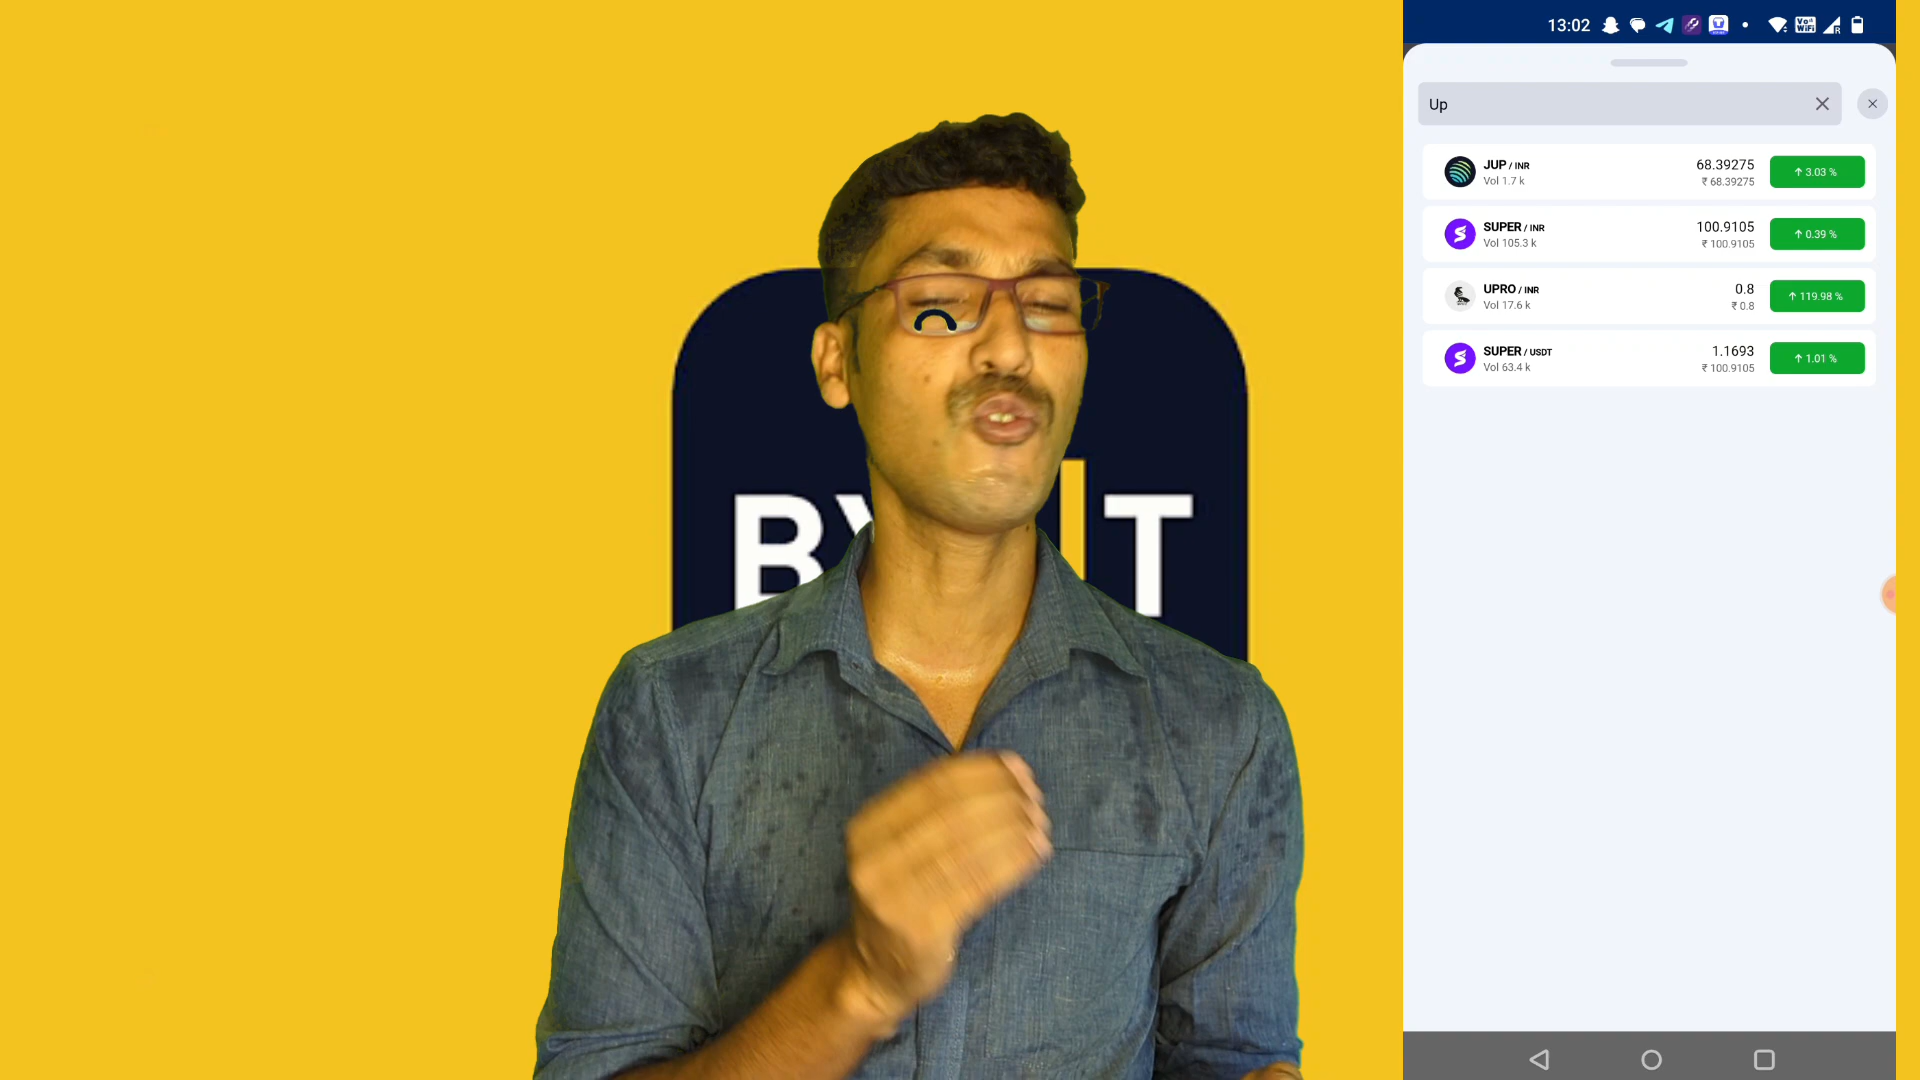 BY T
13:02
Up
JUP / INR
Vol 1.7 k
68.39275
₹ 68.39275
↑ 3.03 %
SUPER / INR
Vol 105.3 k
100.9105
₹ 100.9105
↑ 0.39 %
UPRO / INR
Vol 17.6 k
0.8
₹ 0.8
↑ 119.98 %
SUPER / USDT
Vol 63.4 k
1.1693
₹ 100.9105
↑ 1.01 %